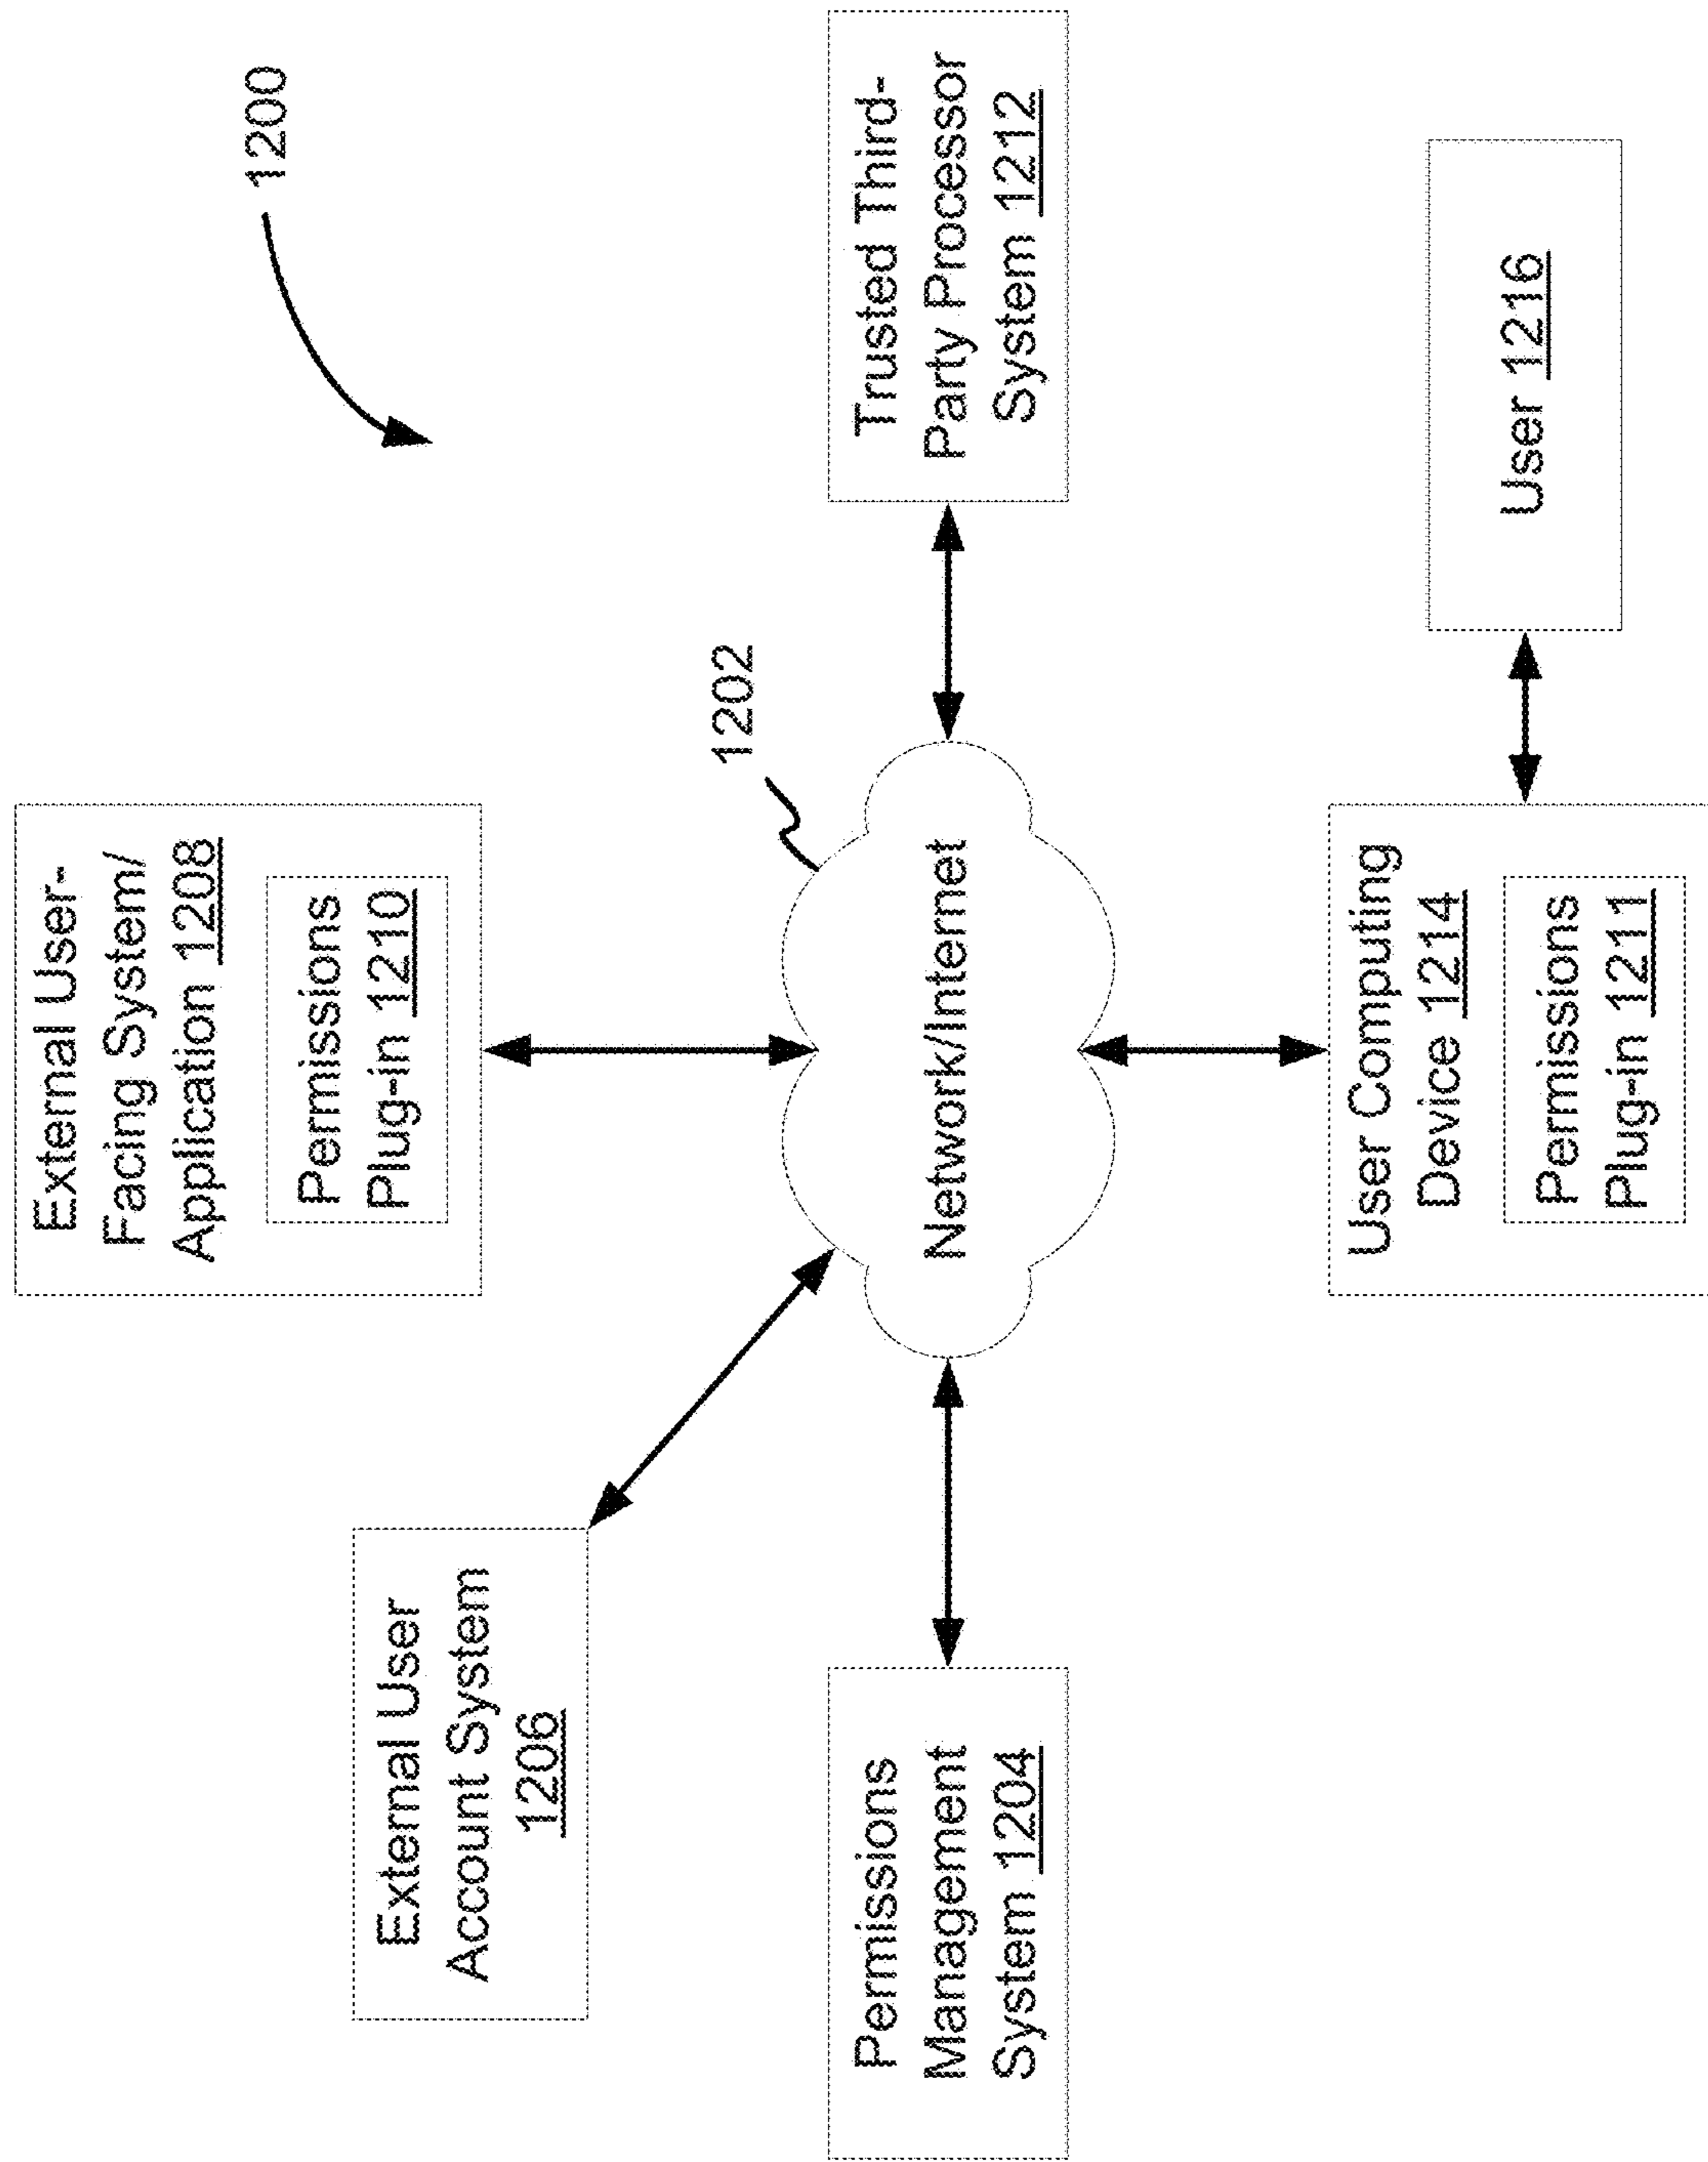 1200
External User-
Facing System/
Application 1208
Permissions
Plug-in 1210
External User
Account System
1206
1202
Network/Internet
Permissions
Management
System 1204
Trusted Third-
Party Processor
System 1212
User Computing
Device 1214
Permissions
Plug-in 1211
User 1216